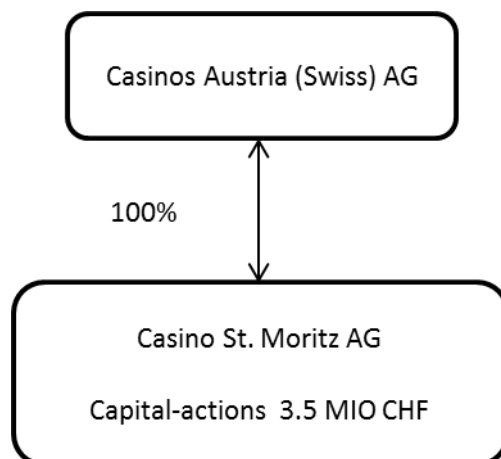 Casinos Austria (Swiss) AG
100%
Casino St. Moritz AG
Capital-actions 3.5 MIO CHF